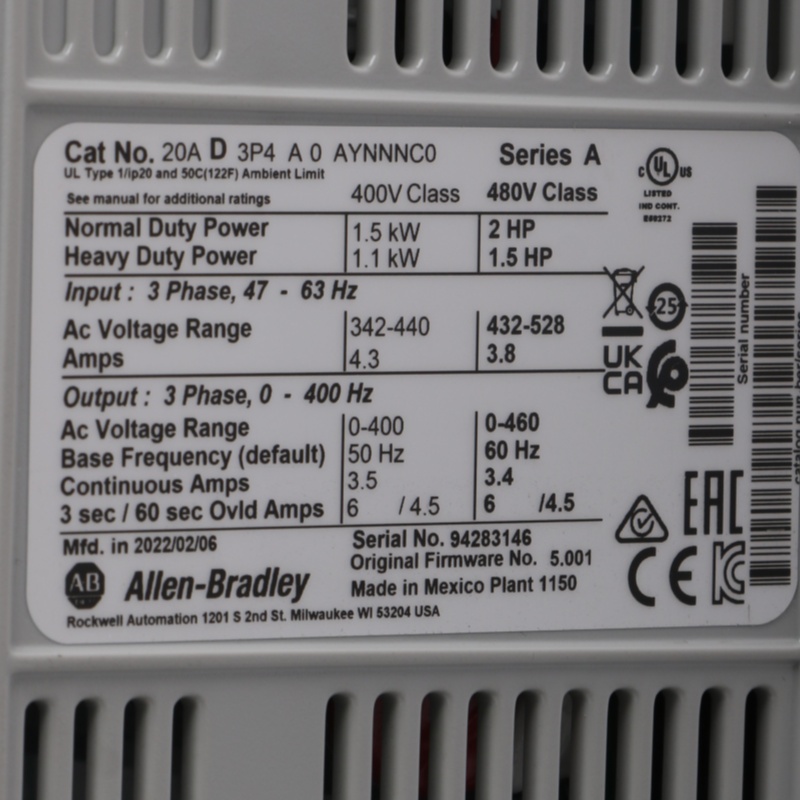 Cat No. 20A D 3P4 A 0 AYNNNC0 Series A
UL Type 1/ip20 and 50C(122F) Ambient Limit
See manual for additional ratings 400V Class 480V Class
Normal Duty Power 1.5 kW 2 HP
Heavy Duty Power 1.1 kW 1.5 HP
Input : 3 Phase, 47 - 63 Hz
Ac Voltage Range 342-440 432-528
Amps 4.3 3.8
Output : 3 Phase, 0 - 400 Hz
Ac Voltage Range 0-400 0-460
Base Frequency (default) 50 Hz 60 Hz
Continuous Amps 3.5 3.4
3 sec / 60 sec Ovld Amps 6 / 4.5 6 /4.5
Mfd. in 2022/02/06 Serial No. 94283146
Original Firmware No. 5.001
AB Allen-Bradley Made in Mexico Plant 1150
Rockwell Automation 1201 S 2nd St. Milwaukee WI 53204 USA
C UL US
LISTED
IND CONT.
25
UK
CA
EAC
CE
Serial number